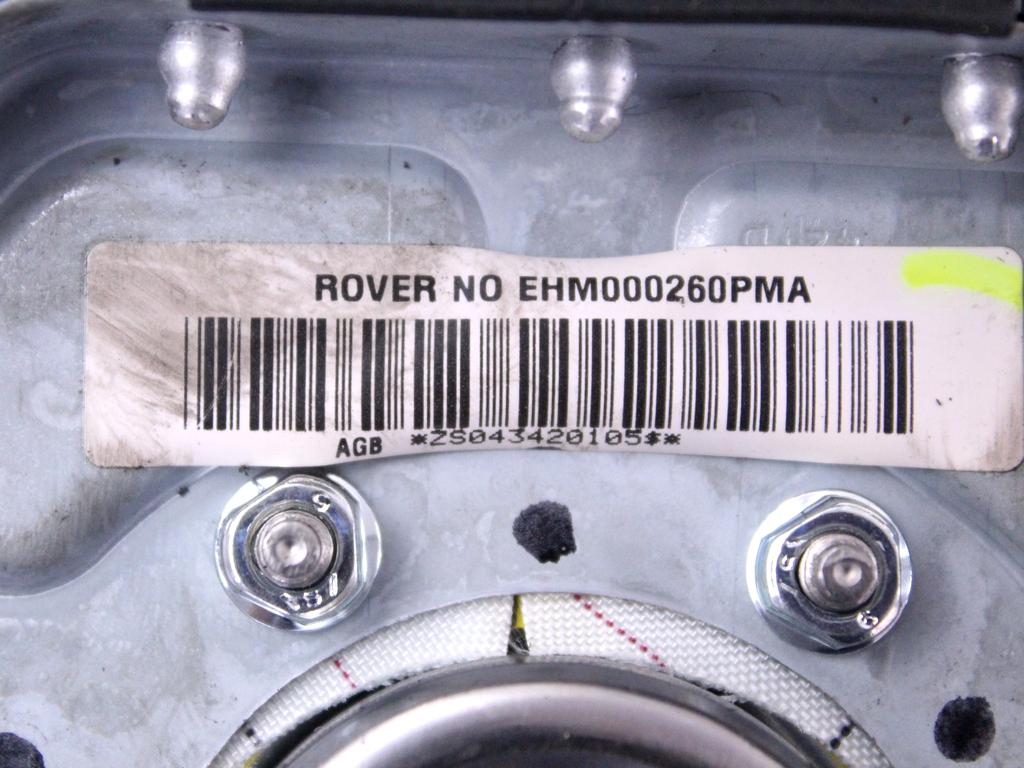 ROVER NO EHM000260PMA
AGB *ZS043420105$*